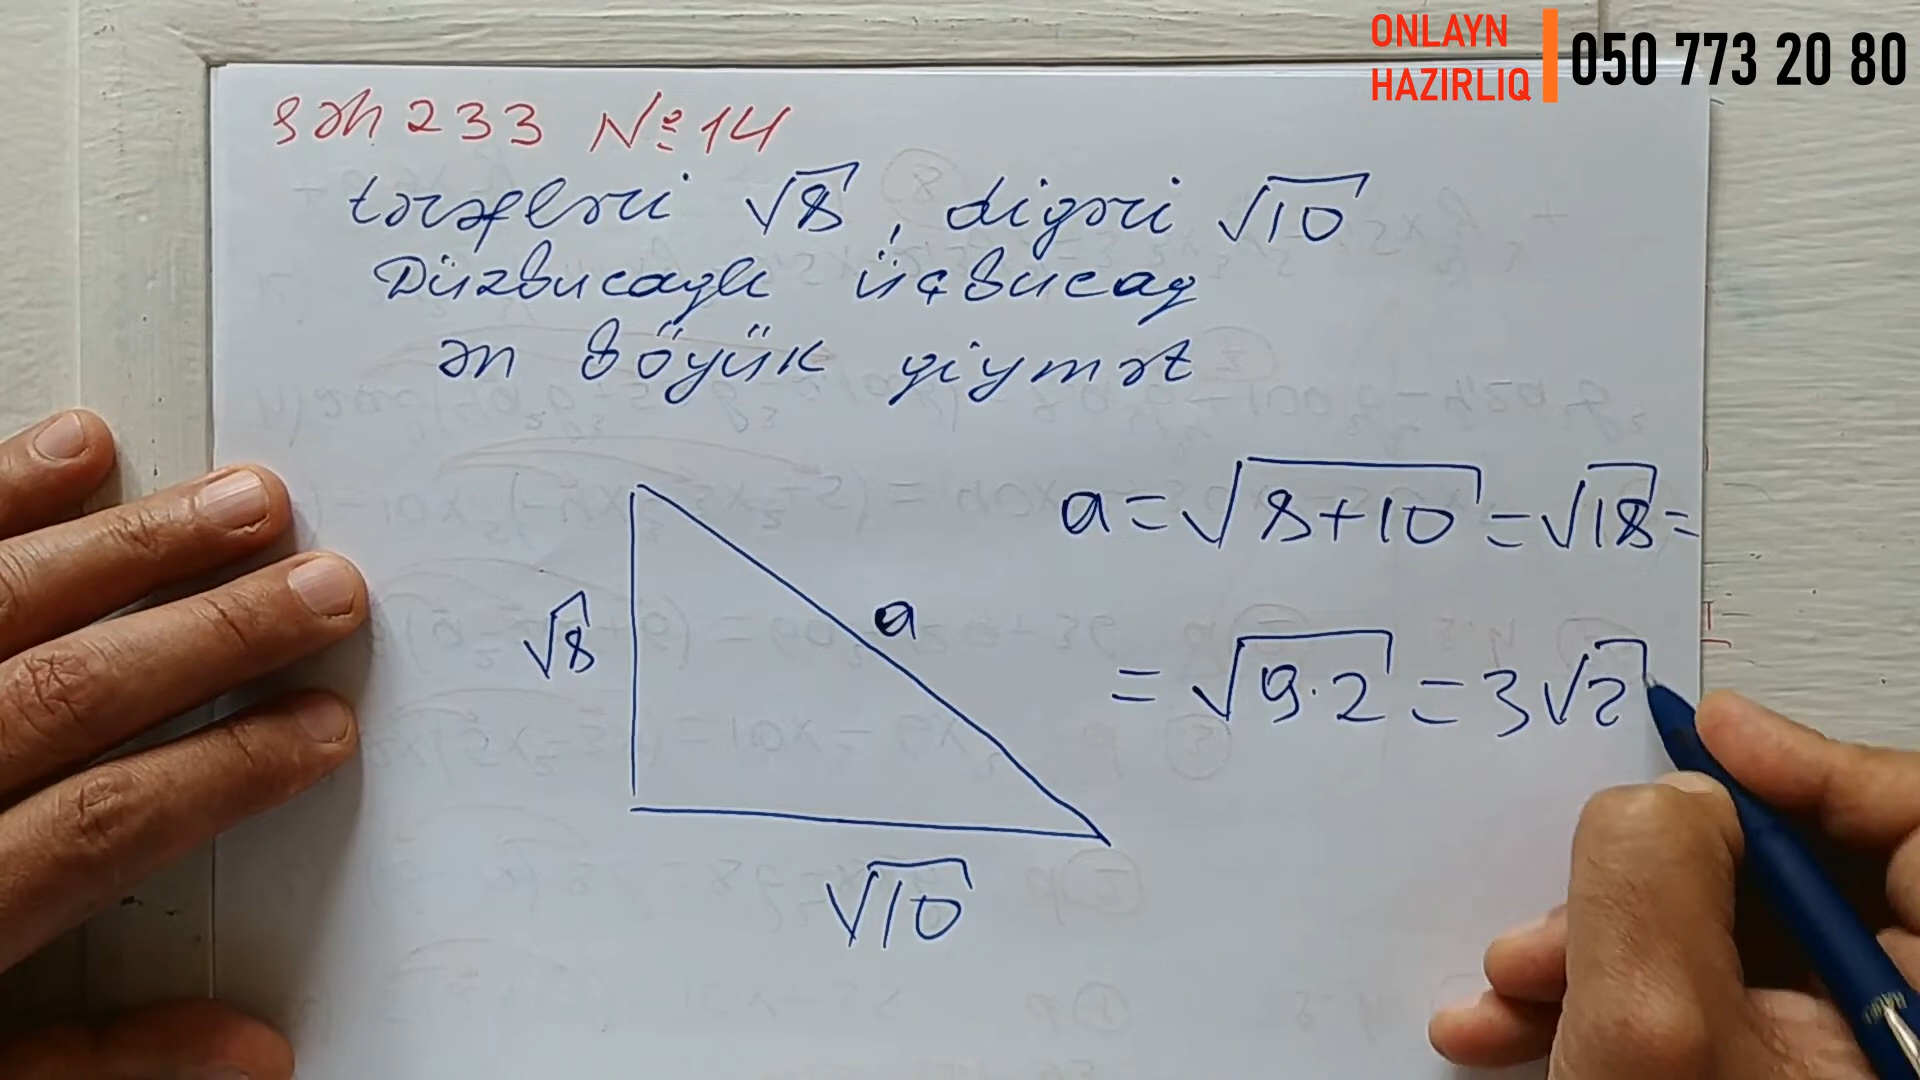 ONLAYN
HAZIRLIQ
050 773 20 80
səh 233 №14
tərəfləri √8, digəri √10
Düzbucaqlı üçbucaq
ən böyük qiymət
a = √8+10 = √18 =
= √9·2 = 3√2
√8
a
√10